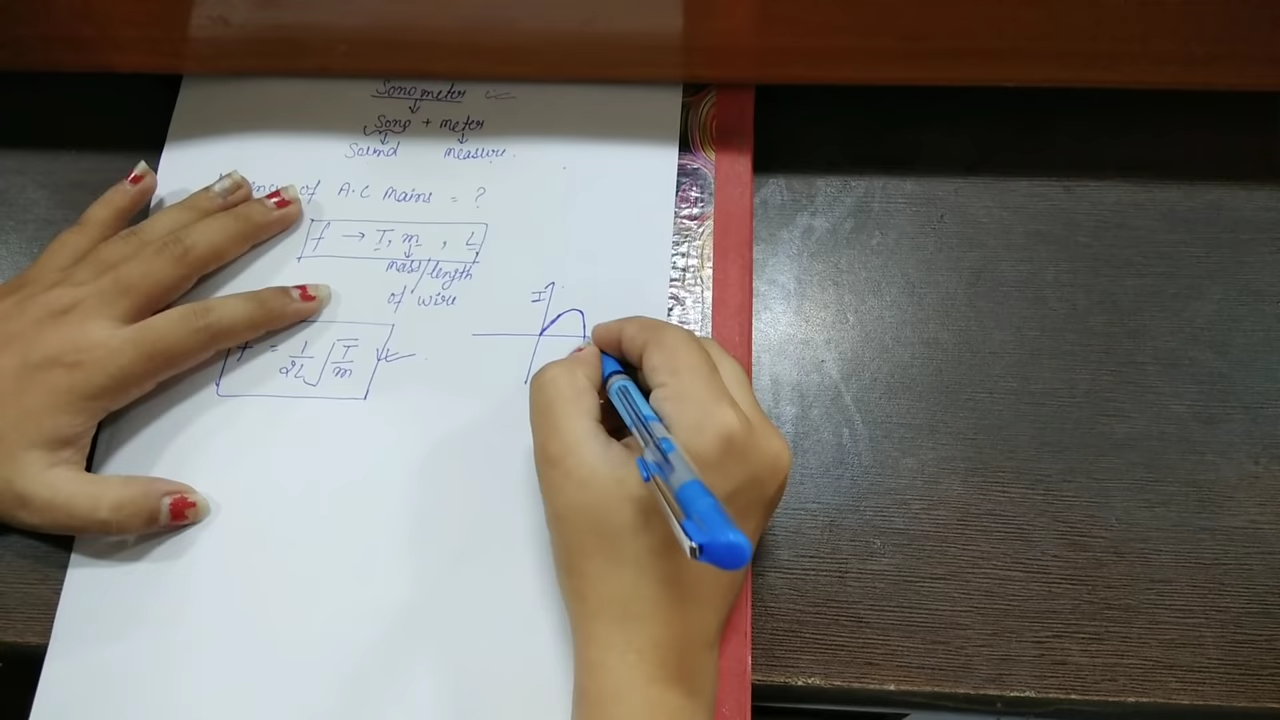 Sonometer
Sono + meter
Sound measure.
of A.C Mains = ?
f → T, m , L
mass/length
of wire
I
f = 1/2L √T/m